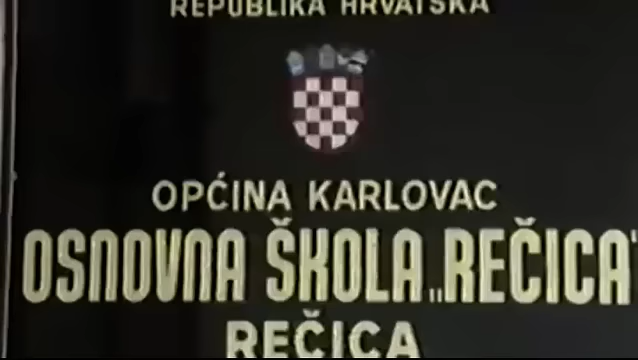 REPUBLIKA HRVATSKA
OPĆINA KARLOVAC
OSNOVNA ŠKOLA „REČICA"
REČICA